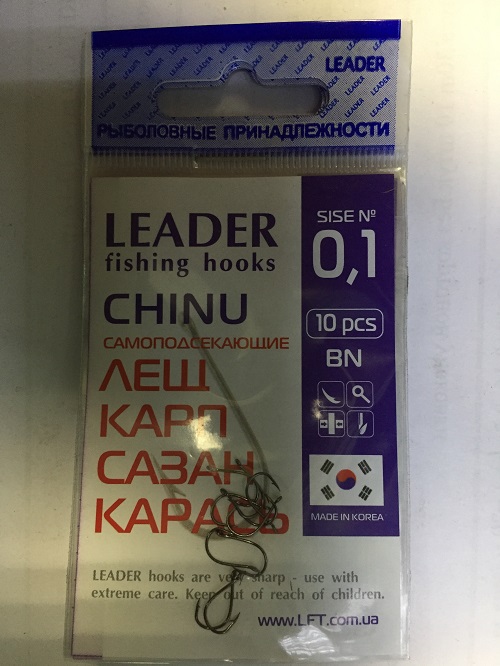 LEADER
РЫБОЛОВНЫЕ ПРИНАДЛЕЖНОСТИ
LEADER
fishing hooks
CHINU
САМОПОДСЕКАЮЩИЕ
ЛЕЩ
КАРП
САЗАН
КАРАСЬ
SISE №
0,1
10 pcs
BN
MADE IN KOREA
LEADER hooks are very sharp - use with
extreme care. Keep out of reach of children.
www.LFT.com.ua